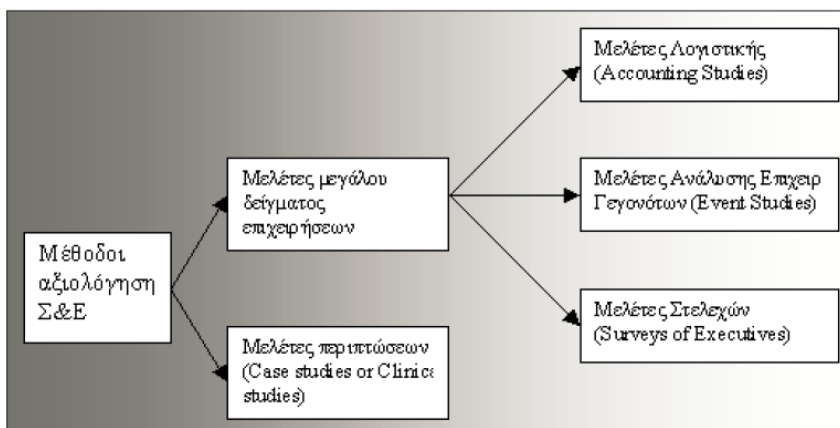 Μέθοδοι
αξιολόγηση
Σ&Ε
Μελέτες μεγάλου
δείγματος
επιχειρήσεων
Μελέτες περιπτώσεων
(Case studies or Clinica
studies)
Μελέτες Λογιστικής
(Accounting Studies)
Μελέτες Ανάλυσης Επιχειρ
Γεγονότων (Event Studies)
Μελέτες Στελεχών
(Surveys of Executives)